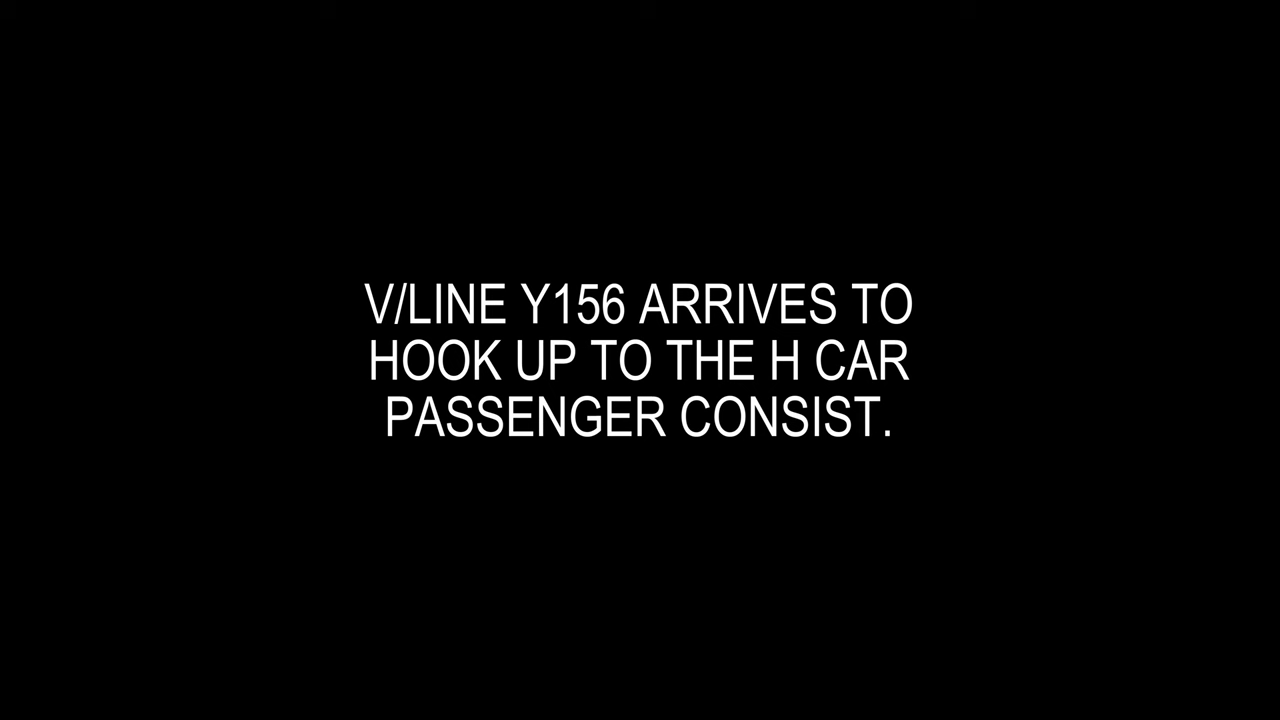 V/LINE Y156 ARRIVES TO
HOOK UP TO THE H CAR
PASSENGER CONSIST.